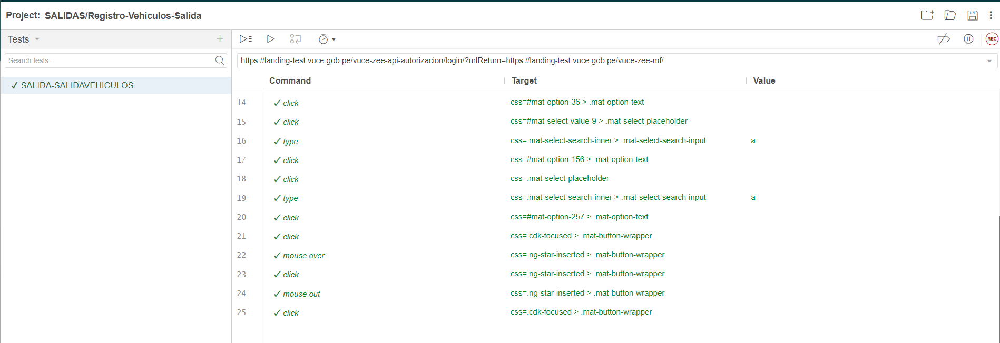 Project: SALIDAS/Registro-Vehiculos-Salida
Tests
REC
Search tests...
https://landing-test.vuce.gob.pe/vuce-zee-api-autorizacion/login/?urlReturn=https://landing-test.vuce.gob.pe/vuce-zee-mf/
Command Target Value
✓ SALIDA-SALIDAVEHICULOS
14 ✓ click css=#mat-option-36 > .mat-option-text
15 ✓ click css=#mat-select-value-9 > .mat-select-placeholder
16 ✓ type css=.mat-select-search-inner > .mat-select-search-input a
17 ✓ click css=#mat-option-156 > .mat-option-text
18 ✓ click css=.mat-select-placeholder
19 ✓ type css=.mat-select-search-inner > .mat-select-search-input a
20 ✓ click css=#mat-option-257 > .mat-option-text
21 ✓ click css=.cdk-focused > .mat-button-wrapper
22 ✓ mouse over css=.ng-star-inserted > .mat-button-wrapper
23 ✓ click css=.ng-star-inserted > .mat-button-wrapper
24 ✓ mouse out css=.ng-star-inserted > .mat-button-wrapper
25 ✓ click css=.cdk-focused > .mat-button-wrapper